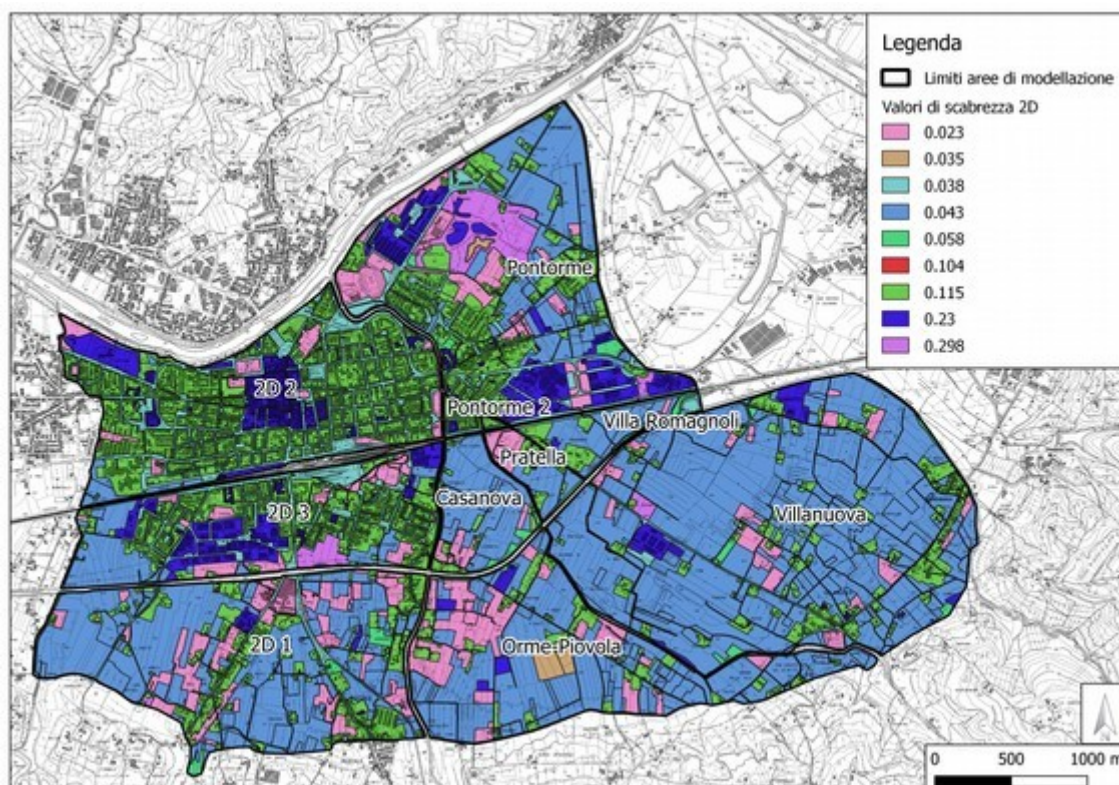 Legenda
Limiti aree di modellazione
Valori di scabrezza 2D
0.023
0.035
0.038
0.043
0.058
0.104
0.115
0.23
0.298
Pontorme
2D 2
Pontorme 2
Villa Romagnoli
Pratella
Casanova
2D 3
Villanuova
2D 1
Orme-Piovola
0 500 1000 m